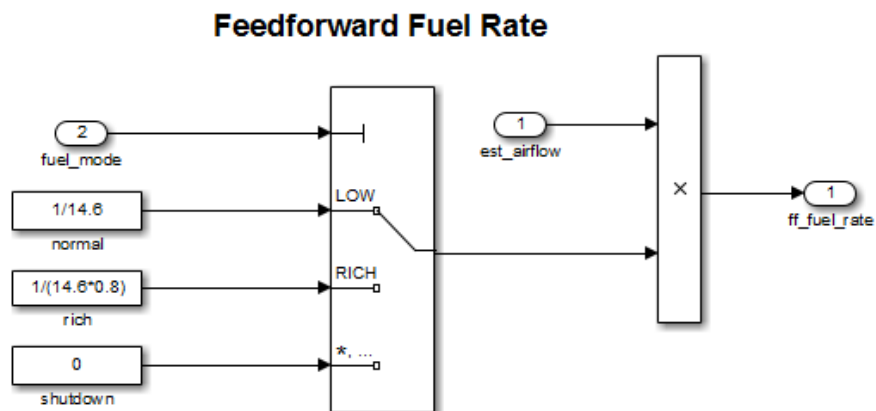 Feedforward Fuel Rate
2
fuel_mode
1
est_airflow
1/14.6
normal
LOW
×
1
ff_fuel_rate
1/(14.6*0.8)
rich
RICH
0
shutdown
*, ...